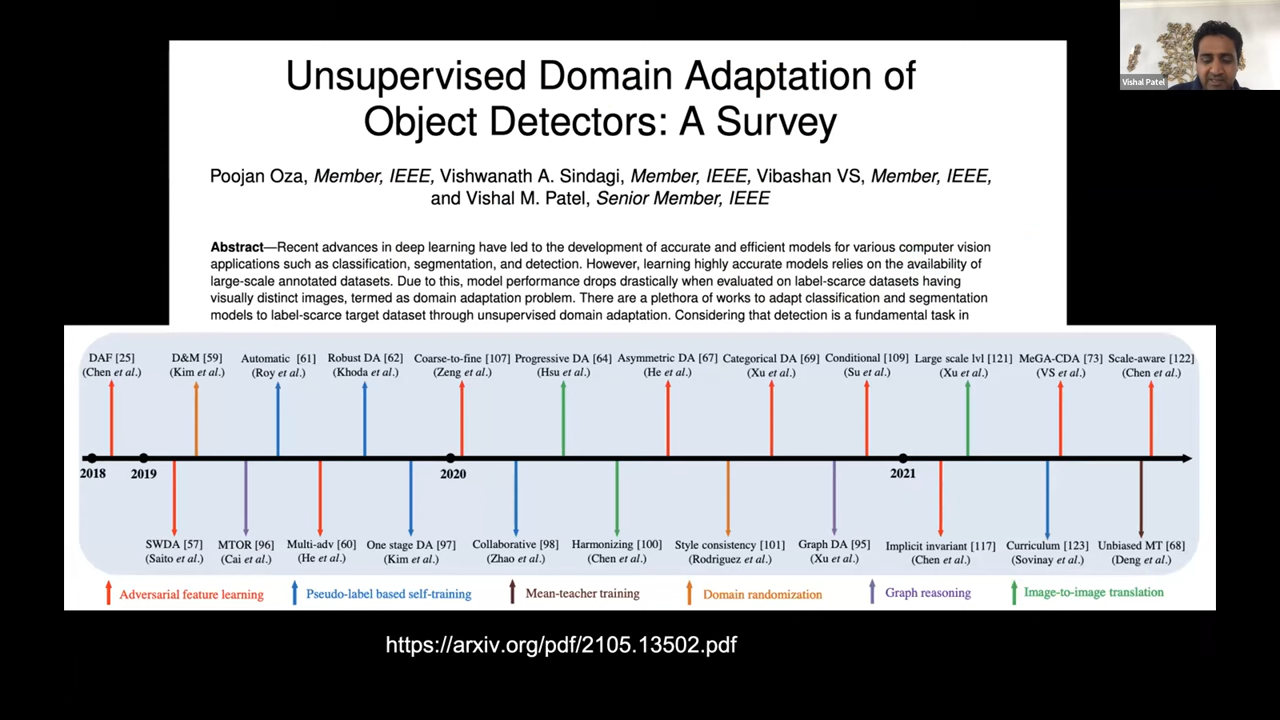 Unsupervised Domain Adaptation of
Object Detectors: A Survey
Poojan Oza, Member, IEEE, Vishwanath A. Sindagi, Member, IEEE, Vibashan VS, Member, IEEE,
and Vishal M. Patel, Senior Member, IEEE
Abstract—Recent advances in deep learning have led to the development of accurate and efficient models for various computer vision
applications such as classification, segmentation, and detection. However, learning highly accurate models relies on the availability of
large-scale annotated datasets. Due to this, model performance drops drastically when evaluated on label-scarce datasets having
visually distinct images, termed as domain adaptation problem. There are a plethora of works to adapt classification and segmentation
models to label-scarce target dataset through unsupervised domain adaptation. Considering that detection is a fundamental task in
Vishal Patel
DAF [25] D&M [59] Automatic [61] Robust DA [62] Coarse-to-fine [107] Progressive DA [64] Asymmetric DA [67] Categorical DA [69] Conditional [109] Large scale lvl [121] MeGA-CDA [73] Scale-aware [122]
(Chen et al.) (Kim et al.) (Roy et al.) (Khoda et al.) (Zeng et al.) (Hsu et al.) (He et al.) (Xu et al.) (Su et al.) (Xu et al.) (VS et al.) (Chen et al.)
2018 2019 2020 2021
SWDA [57] MTOR [96] Multi-adv [60] One stage DA [97] Collaborative [98] Harmonizing [100] Style consistency [101] Graph DA [95] Implicit invariant [117] Curriculum [123] Unbiased MT [68]
(Saito et al.) (Cai et al.) (He et al.) (Kim et al.) (Zhao et al.) (Chen et al.) (Rodriguez et al.) (Xu et al.) (Chen et al.) (Sovinay et al.) (Deng et al.)
Adversarial feature learning Pseudo-label based self-training Mean-teacher training Domain randomization Graph reasoning Image-to-image translation
https://arxiv.org/pdf/2105.13502.pdf